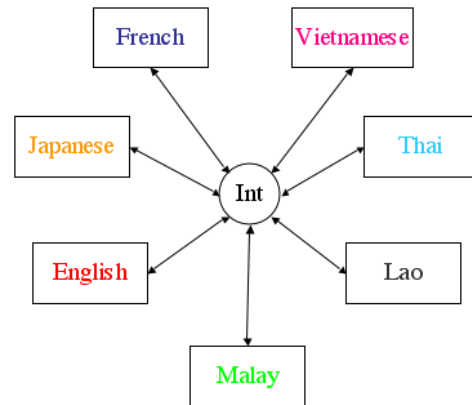 French
Vietnamese
Japanese
Thai
Int
English
Lao
Malay